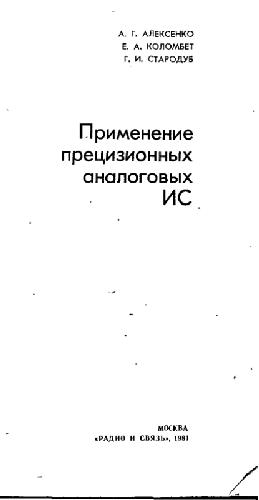 А. Г. АЛЕКСЕНКО
Е. А. КОЛОМБЕТ
Г. И. СТАРОДУБ
Применение
прецизионных
аналоговых
ИС
МОСКВА
«РАДИО И СВЯЗЬ», 1981